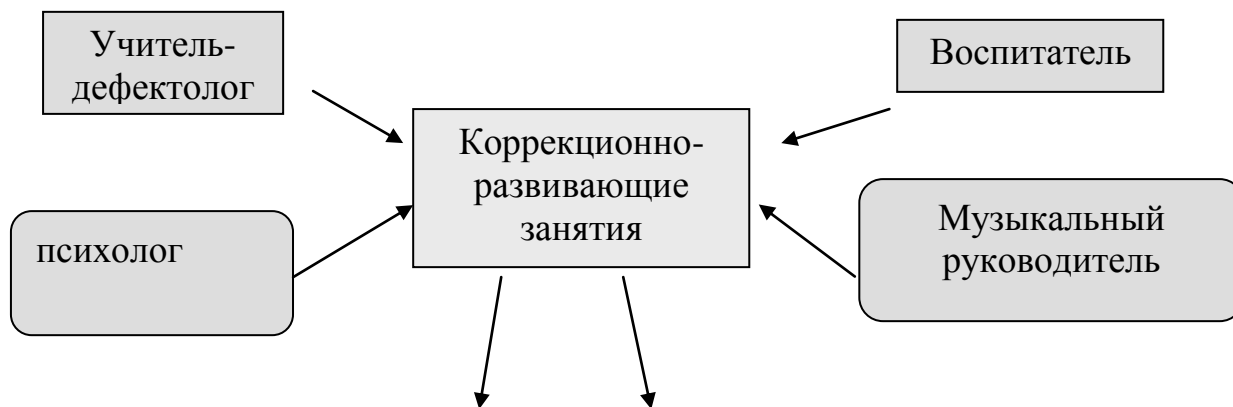 Учитель-
дефектолог
Воспитатель
Коррекционно-
развивающие
занятия
психолог
Музыкальный
руководитель